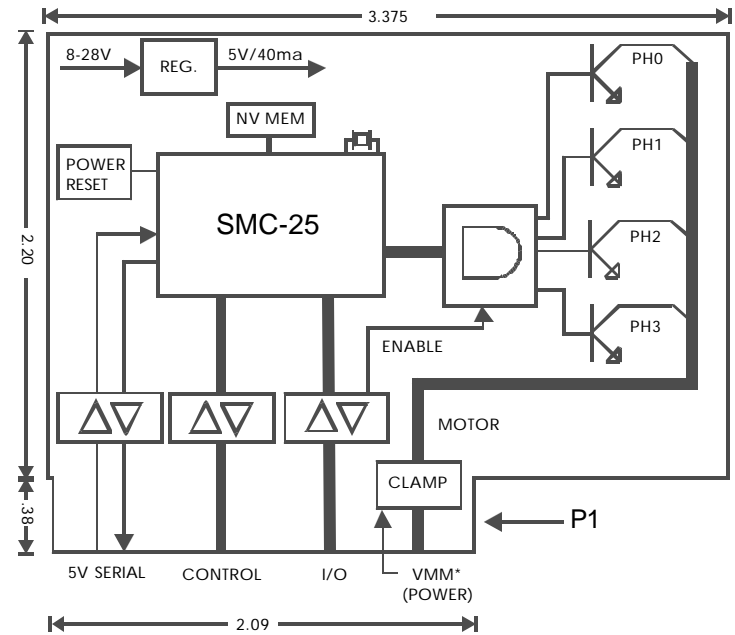 3.375
8-28V
REG.
5V/40ma
PH0
NV MEM
POWER
RESET
PH1
SMC-25
2.20
PH2
PH3
ENABLE
MOTOR
CLAMP
.38
P1
5V SERIAL
CONTROL
I/O
VMM*
(POWER)
2.09